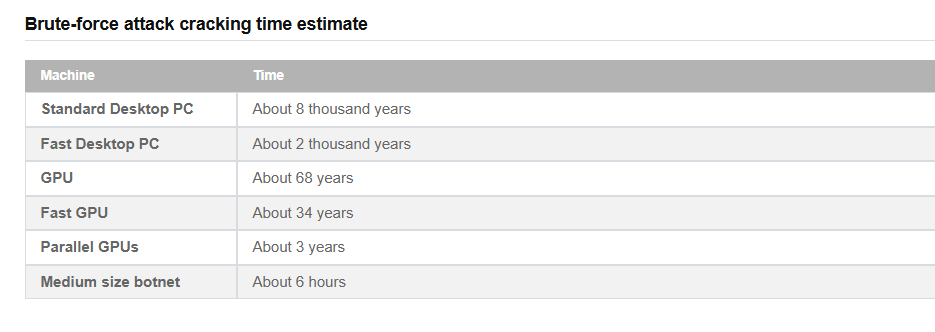 Brute-force attack cracking time estimate
Machine Time
Standard Desktop PC About 8 thousand years
Fast Desktop PC About 2 thousand years
GPU About 68 years
Fast GPU About 34 years
Parallel GPUs About 3 years
Medium size botnet About 6 hours